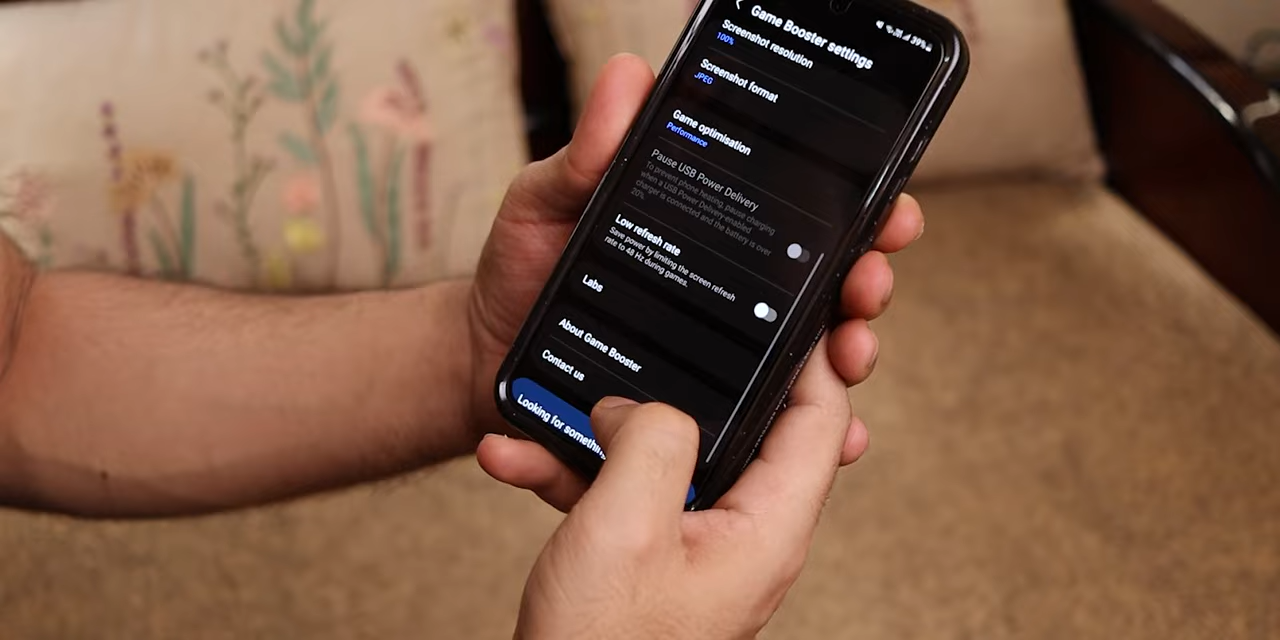 39%
Game Booster settings
Screenshot resolution
100%
Screenshot format
JPEG
Game optimisation
Performance
Pause USB Power Delivery
To prevent phone heating, pause charging
when a USB Power Delivery-enabled
charger is connected and the battery is over
20%.
Low refresh rate
Save power by limiting the screen refresh
rate to 48 Hz during games.
Labs
About Game Booster
Contact us
Looking for something